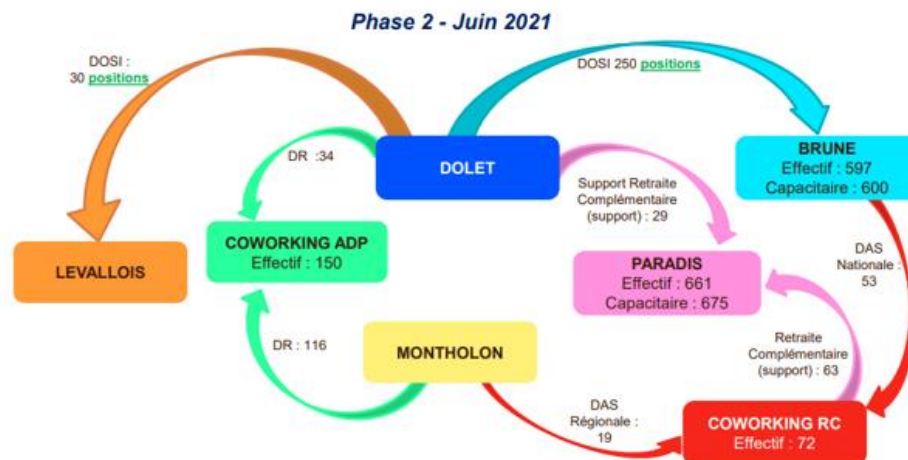 Phase 2 - Juin 2021
DOSI :
30 positions
DOSI 250 positions
DR :34
DOLET
BRUNE
Effectif : 597
Capacitaire : 600
Support Retraite
Complémentaire
(support) : 29
COWORKING ADP
Effectif : 150
LEVALLOIS
PARADIS
Effectif : 661
Capacitaire : 675
DAS
Nationale :
53
DR : 116
MONTHOLON
Retraite
Complémentaire
(support) : 63
DAS
Régionale :
19
COWORKING RC
Effectif : 72